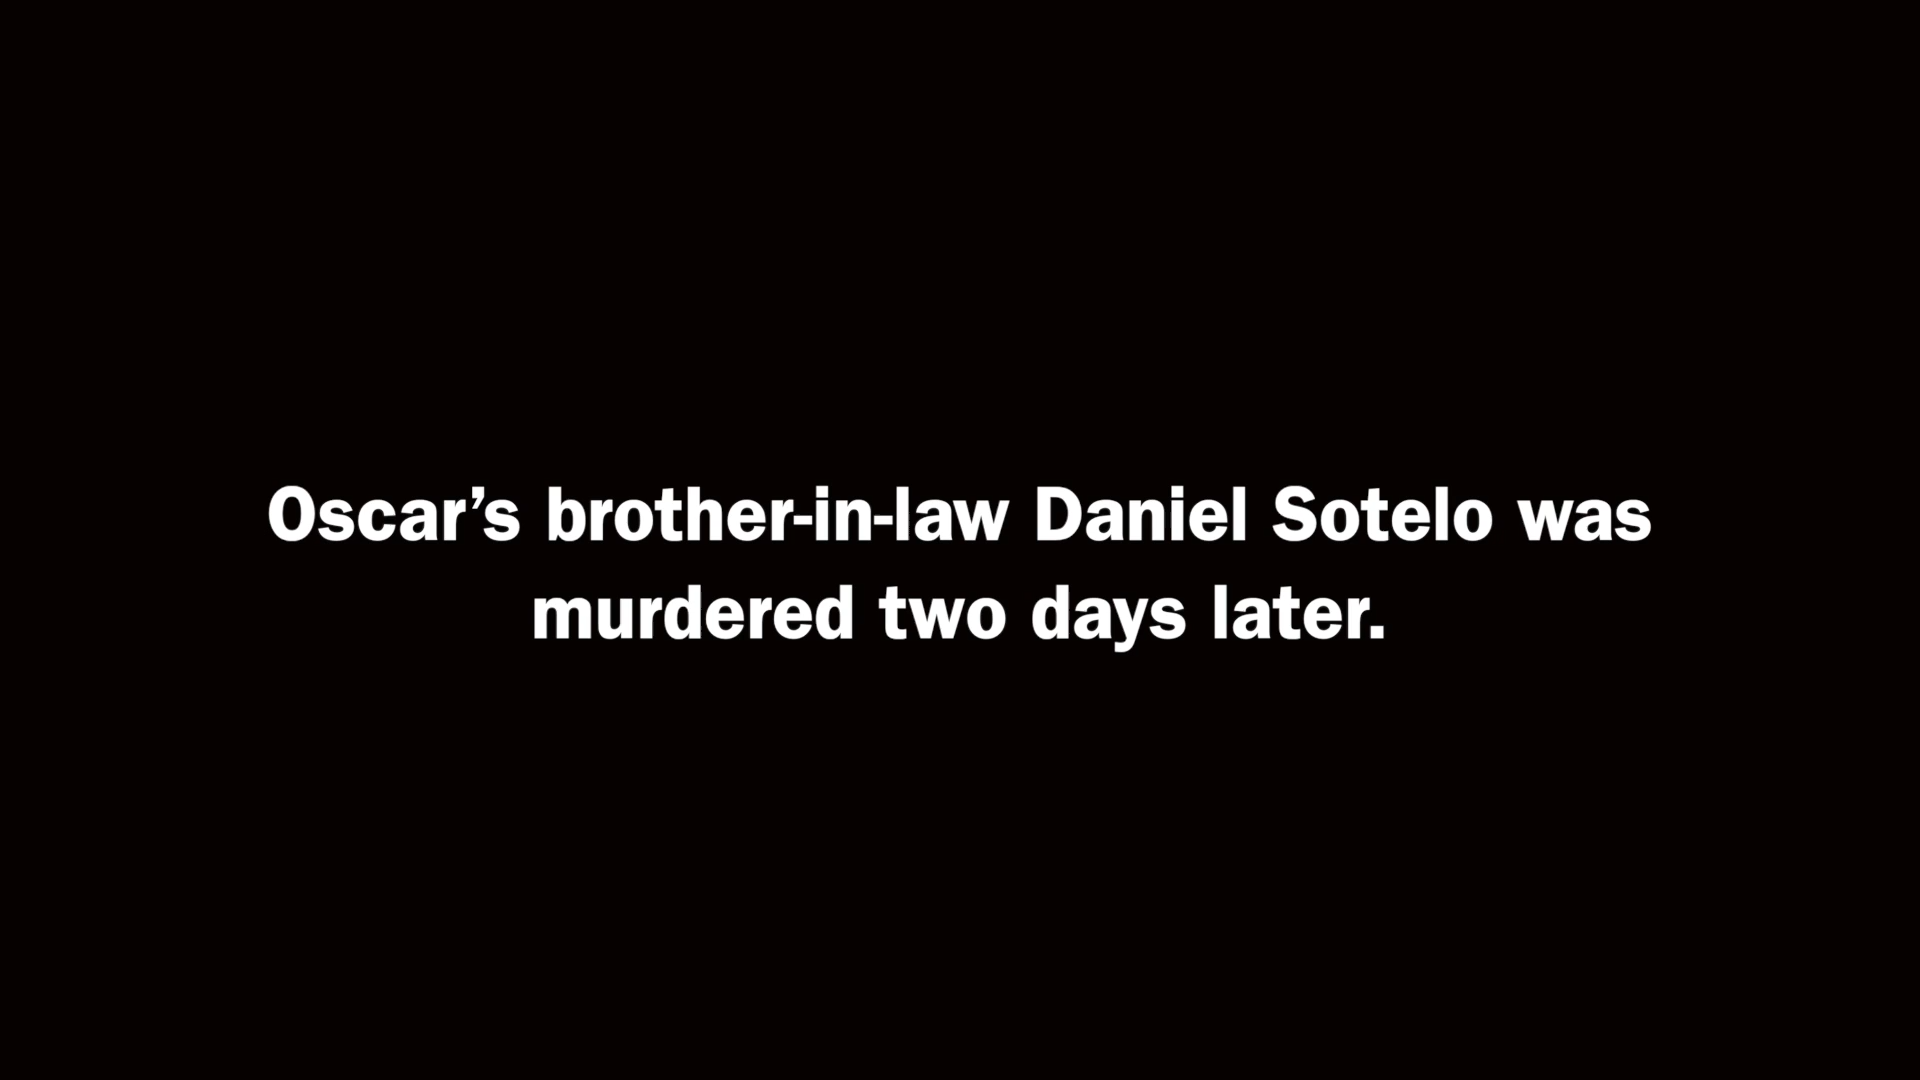 Oscar’s brother-in-law Daniel Sotelo was
murdered two days later.